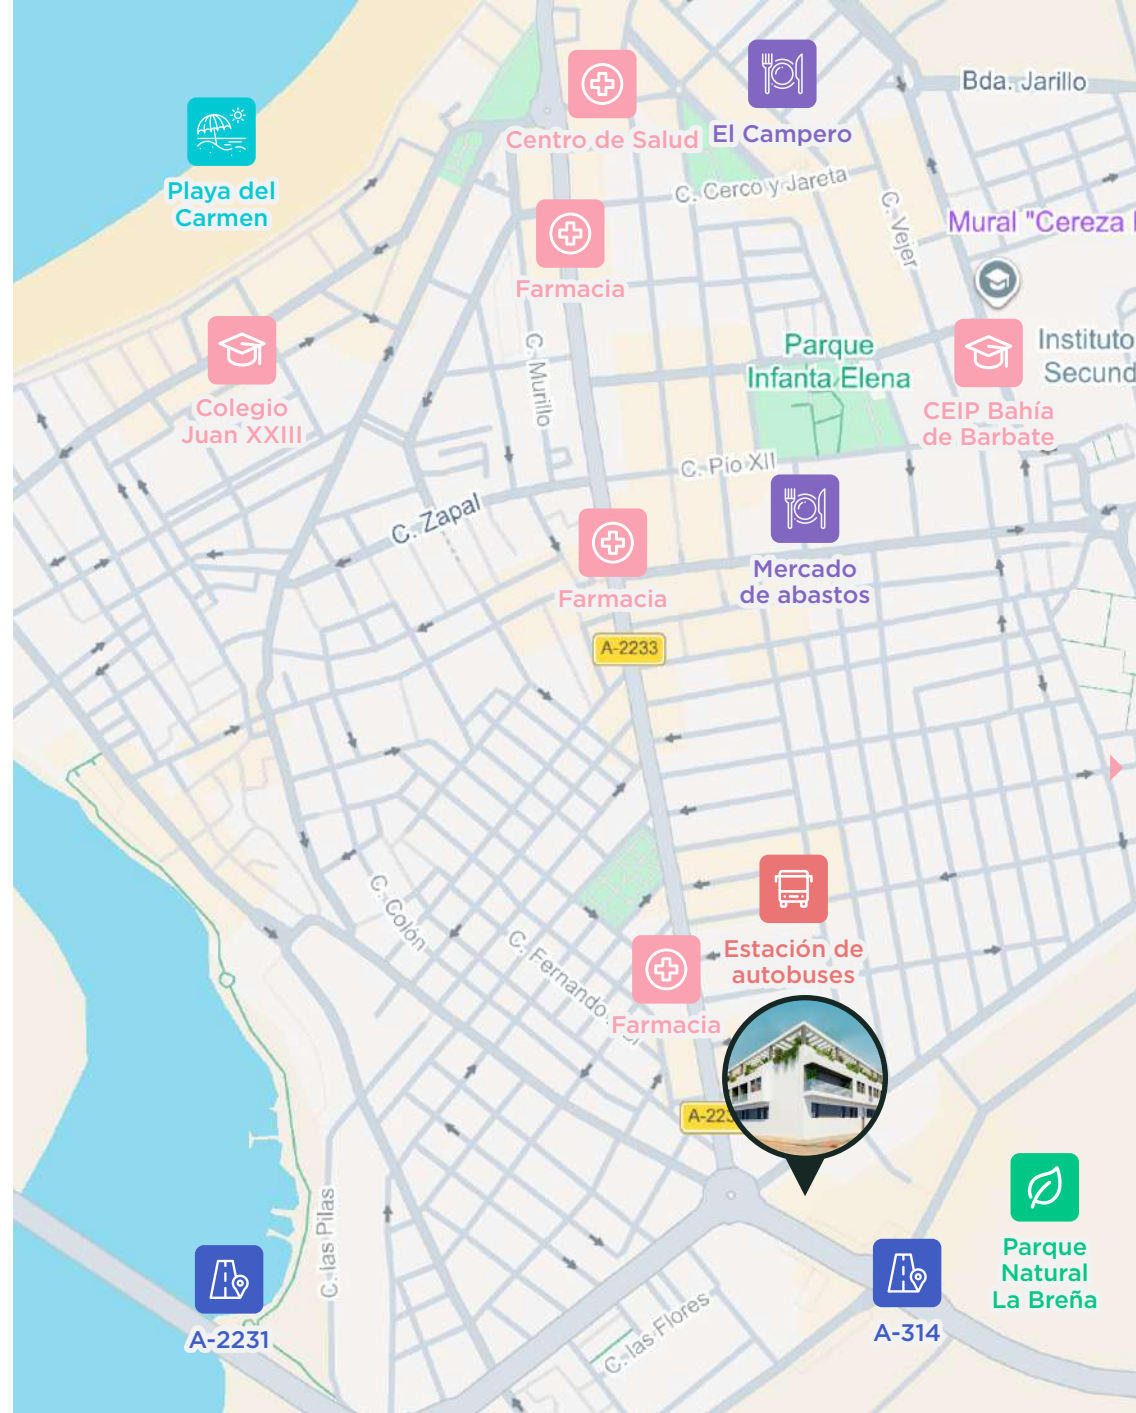 Bda. Jarillo
Centro de Salud
El Campero
Playa del
Carmen
C. Cerco y Jareta
C. Vejer
Mural "Cereza
Farmacia
C. Murillo
Parque
Infanta Elena
Instituto
Secund
Colegio
Juan XXIII
CEIP Bahía
de Barbate
C. Pío XII
C. Zapal
Mercado
de abastos
Farmacia
A-2233
C. Colón
C. Fernando
Estación de
autobuses
Farmacia
A-223
C. las Pilas
Parque
Natural
La Breña
A-2231
A-314
C. las Flores